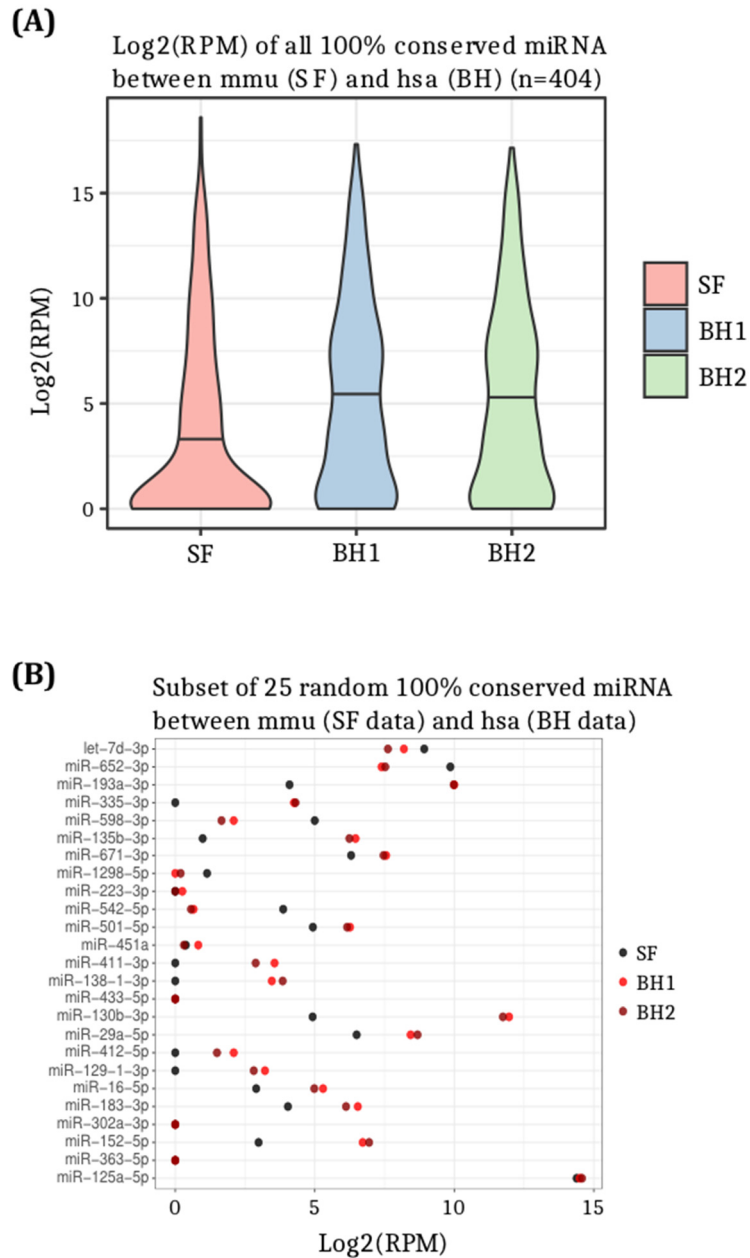 (A)
Log2(RPM) of all 100% conserved miRNA
between mmu (SF) and hsa (BH) (n=404)
15
10
5
0
Log2(RPM)
SF
BH1
BH2
SF
BH1
BH2
(B)
Subset of 25 random 100% conserved miRNA
between mmu (SF data) and hsa (BH data)
let-7d-3p
miR-652-3p
miR-193a-3p
miR-335-3p
miR-598-3p
miR-135b-3p
miR-671-3p
miR-1298-5p
miR-223-3p
miR-542-5p
miR-501-5p
miR-451a
miR-411-3p
miR-138-1-3p
miR-433-5p
miR-130b-3p
miR-29a-5p
miR-412-5p
miR-129-1-3p
miR-16-5p
miR-183-3p
miR-302a-3p
miR-152-5p
miR-363-5p
miR-125a-5p
0 5 10 15
Log2(RPM)
SF
BH1
BH2